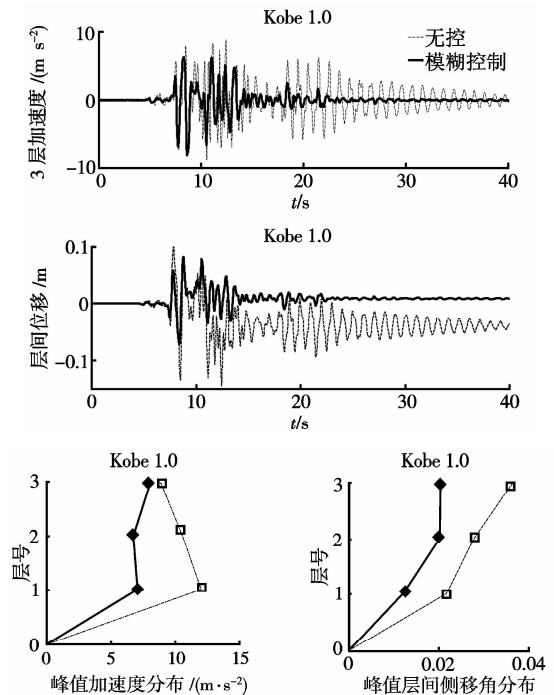 Kobe 1.0
无控
模糊控制
3 层加速度 /(m s⁻²)
10
0
−10
0 10 20 30 40
t/s
Kobe 1.0
层间位移 /m
0.1
0
−0.1
0 10 20 30 40
t/s
Kobe 1.0
层号
3
2
1
0
0 5 10 15
峰值加速度分布 /(m·s⁻²)
Kobe 1.0
层号
3
2
1
0
0 0.02 0.04
峰值层间侧移角分布